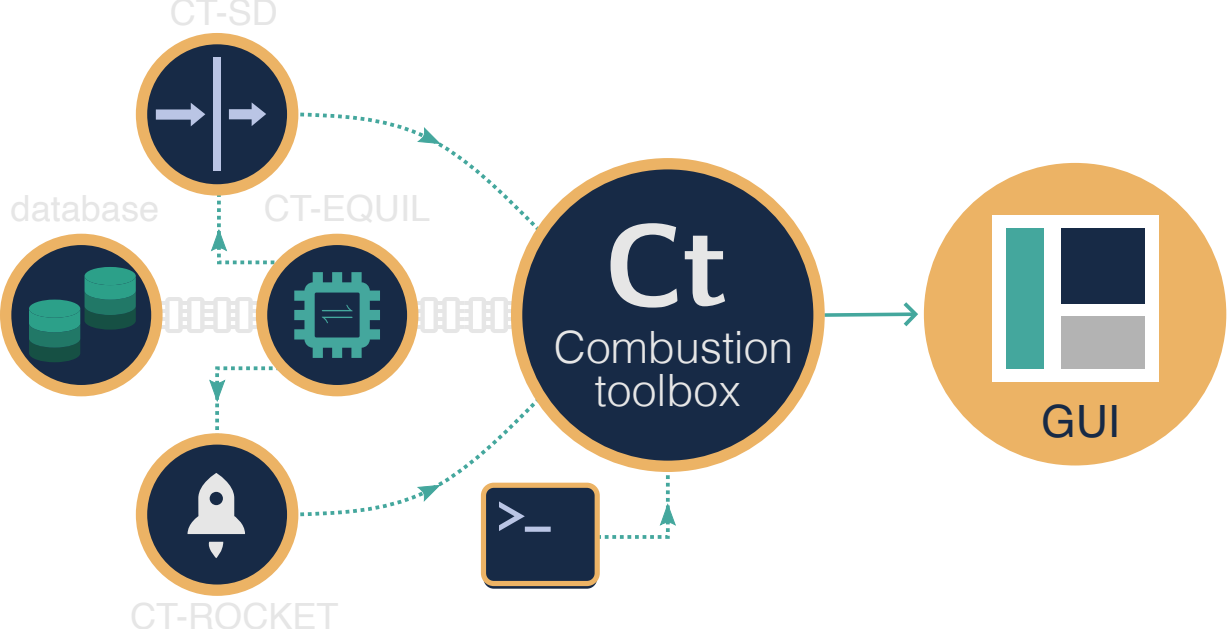 CT-SD
database
CT-EQUIL
Ct
Combustion
toolbox
GUI
>_
CT-ROCKET